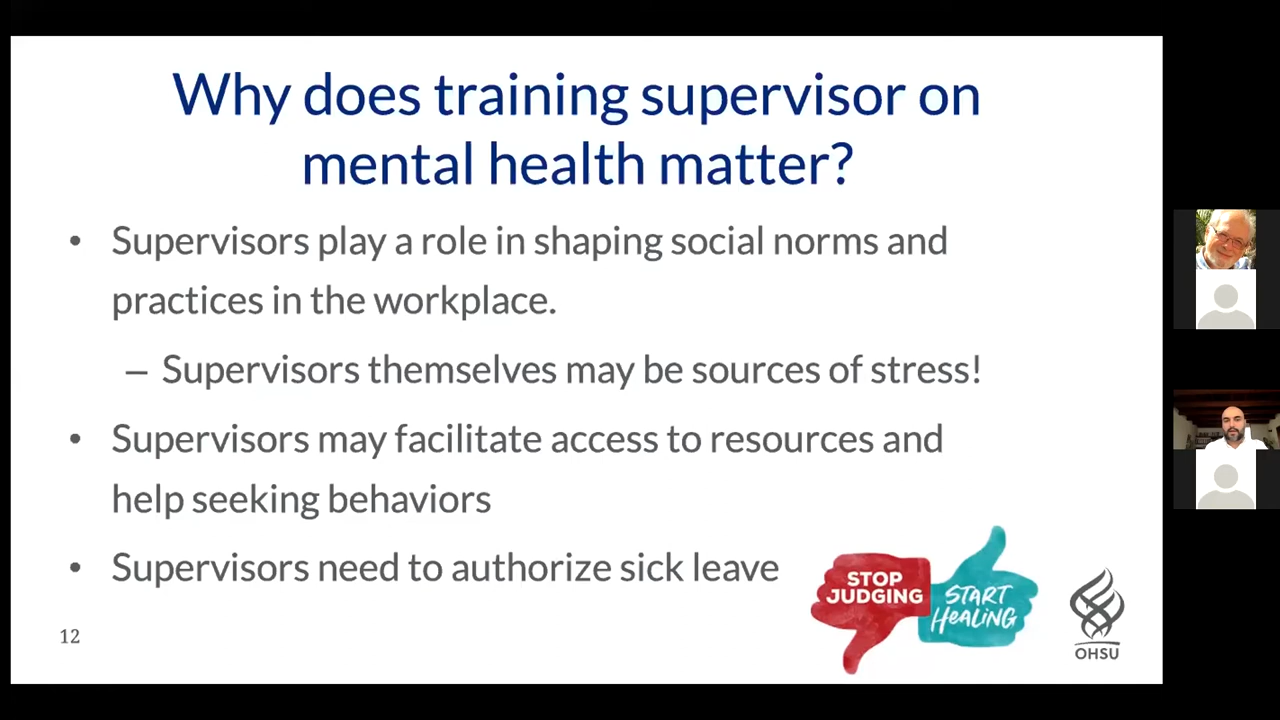 Why does training supervisor on
mental health matter?
• Supervisors play a role in shaping social norms and
practices in the workplace.
– Supervisors themselves may be sources of stress!
• Supervisors may facilitate access to resources and
help seeking behaviors
• Supervisors need to authorize sick leave
STOP
JUDGING
START
HEALING
12
OHSU